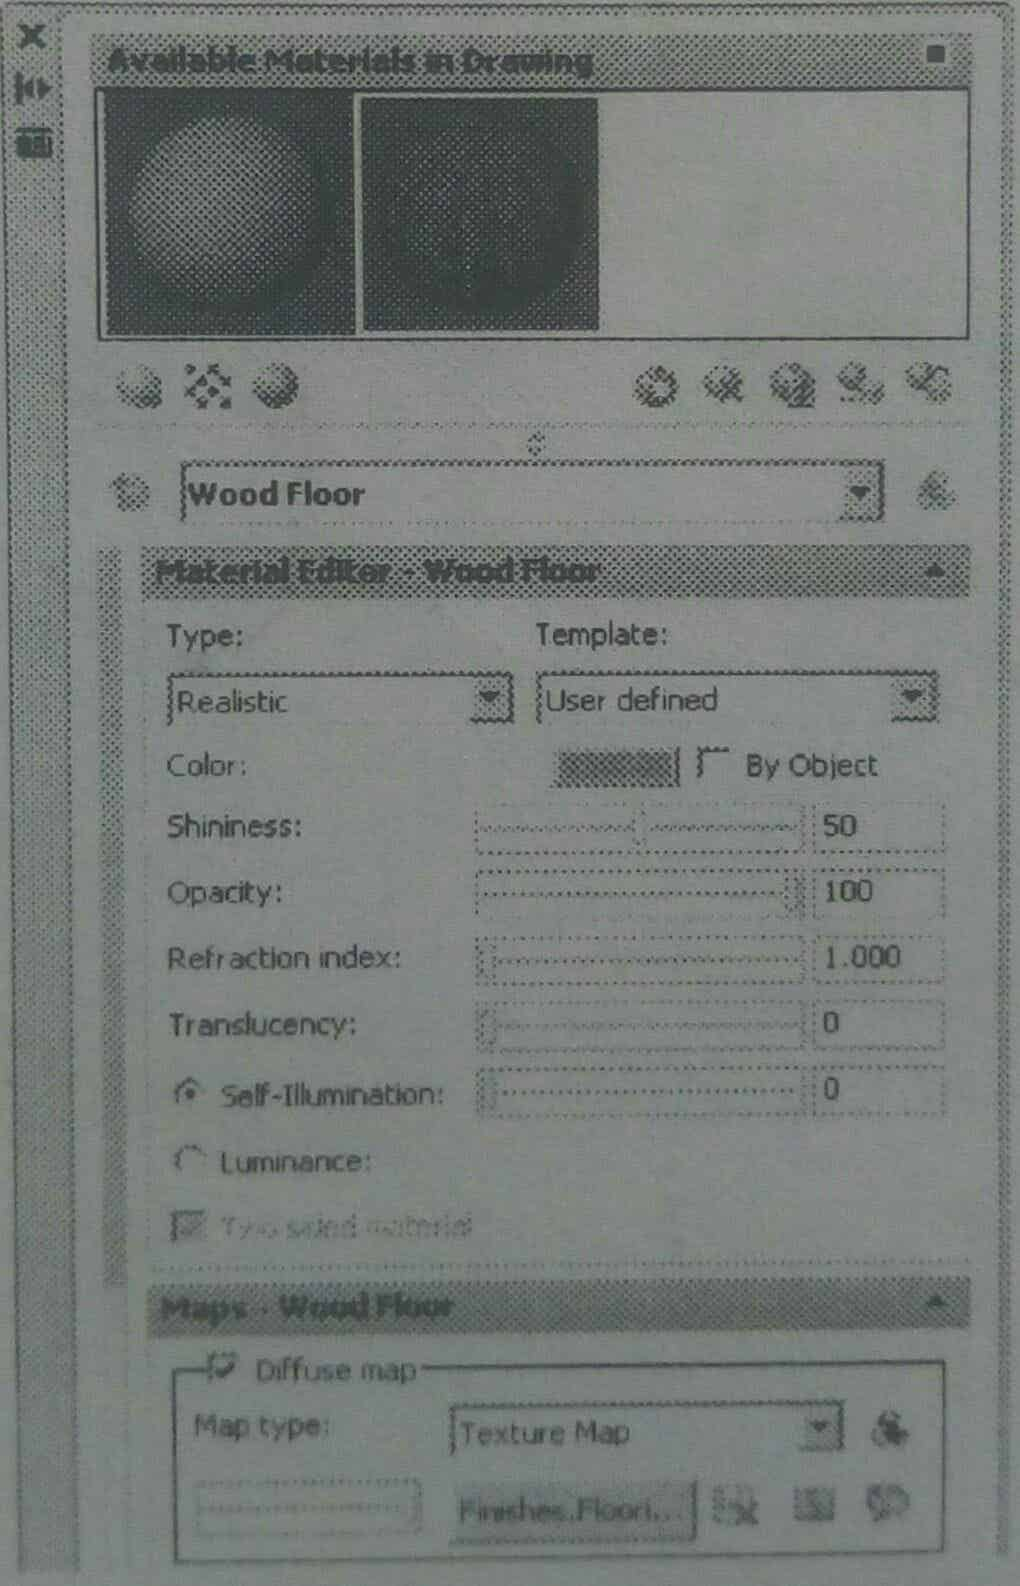 Available Materials in Drawing
Wood Floor
Material Editor - Wood Floor
Type: Template:
Realistic User defined
Color: By Object
Shininess: 50
Opacity: 100
Refraction index: 1.000
Translucency: 0
Self-Illumination: 0
Luminance:
Two sided material
Maps - Wood Floor
Diffuse map
Map type: Texture Map
Finishes.Floori...